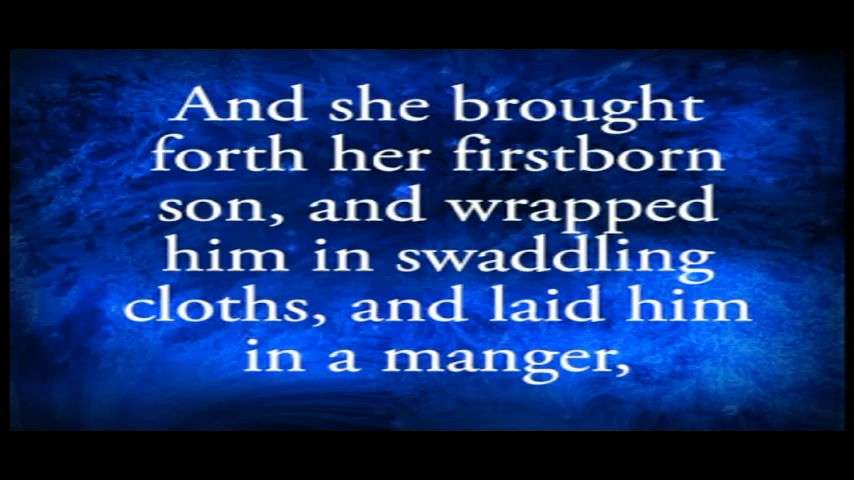 And she brought
forth her firstborn
son, and wrapped
him in swaddling
cloths, and laid him
in a manger,